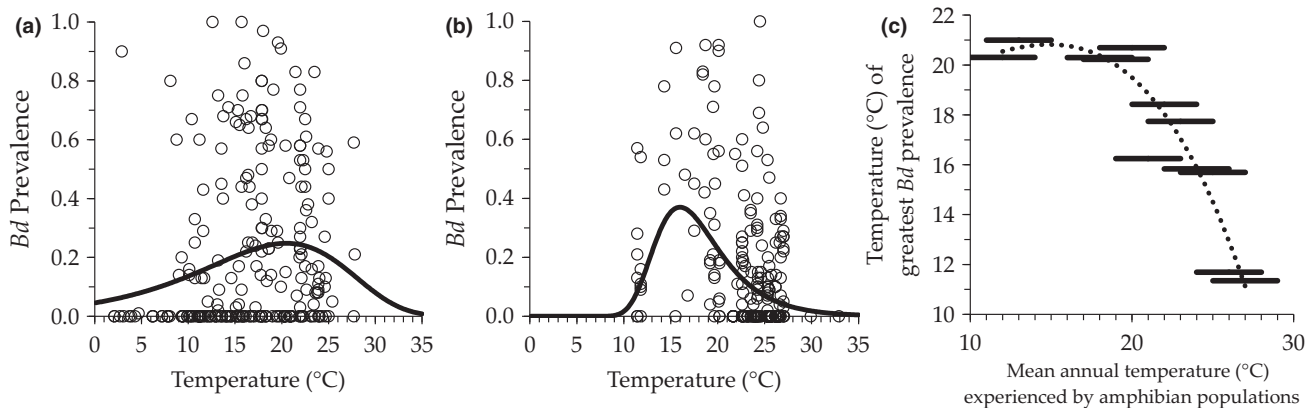 (a)
Bd Prevalence
1.0
0.8
0.6
0.4
0.2
0.0
0 5 10 15 20 25 30 35
Temperature (°C)
(b)
Bd Prevalence
1.0
0.8
0.6
0.4
0.2
0.0
0 5 10 15 20 25 30 35
Temperature (°C)
(c)
Temperature (°C) of
greatest Bd prevalence
22
20
18
16
14
12
10
10 20 30
Mean annual temperature (°C)
experienced by amphibian populations